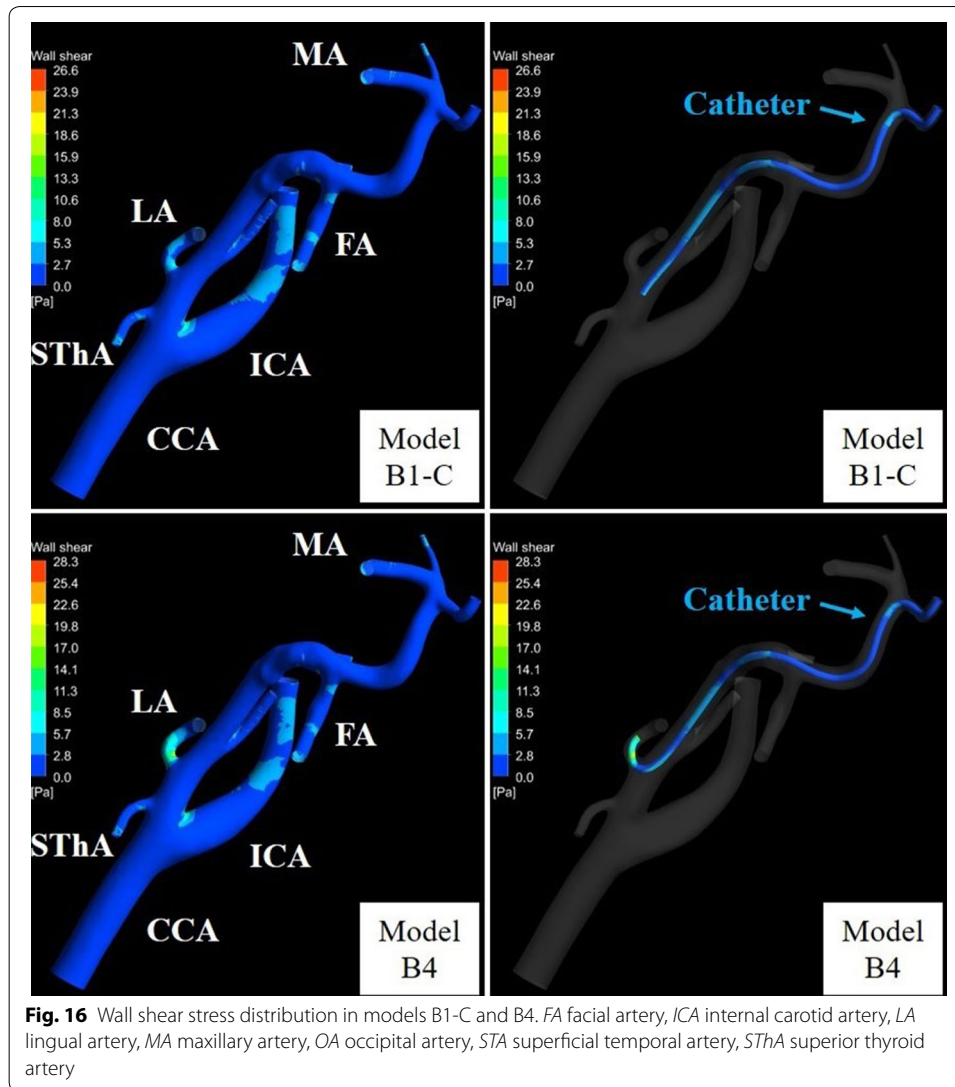 Wall shear
26.6
23.9
21.3
18.6
15.9
13.3
10.6
8.0
5.3
2.7
0.0
[Pa]
MA
LA
FA
SThA
ICA
CCA
Model
B1-C
Wall shear
26.6
23.9
21.3
18.6
15.9
13.3
10.6
8.0
5.3
2.7
0.0
[Pa]
Catheter
Model
B1-C
Wall shear
28.3
25.4
22.6
19.8
17.0
14.1
11.3
8.5
5.7
2.8
0.0
[Pa]
MA
LA
FA
SThA
ICA
CCA
Model
B4
Wall shear
28.3
25.4
22.6
19.8
17.0
14.1
11.3
8.5
5.7
2.8
0.0
[Pa]
Catheter
Model
B4
Fig. 16 Wall shear stress distribution in models B1-C and B4. FA facial artery, ICA internal carotid artery, LA
lingual artery, MA maxillary artery, OA occipital artery, STA superficial temporal artery, SThA superior thyroid
artery